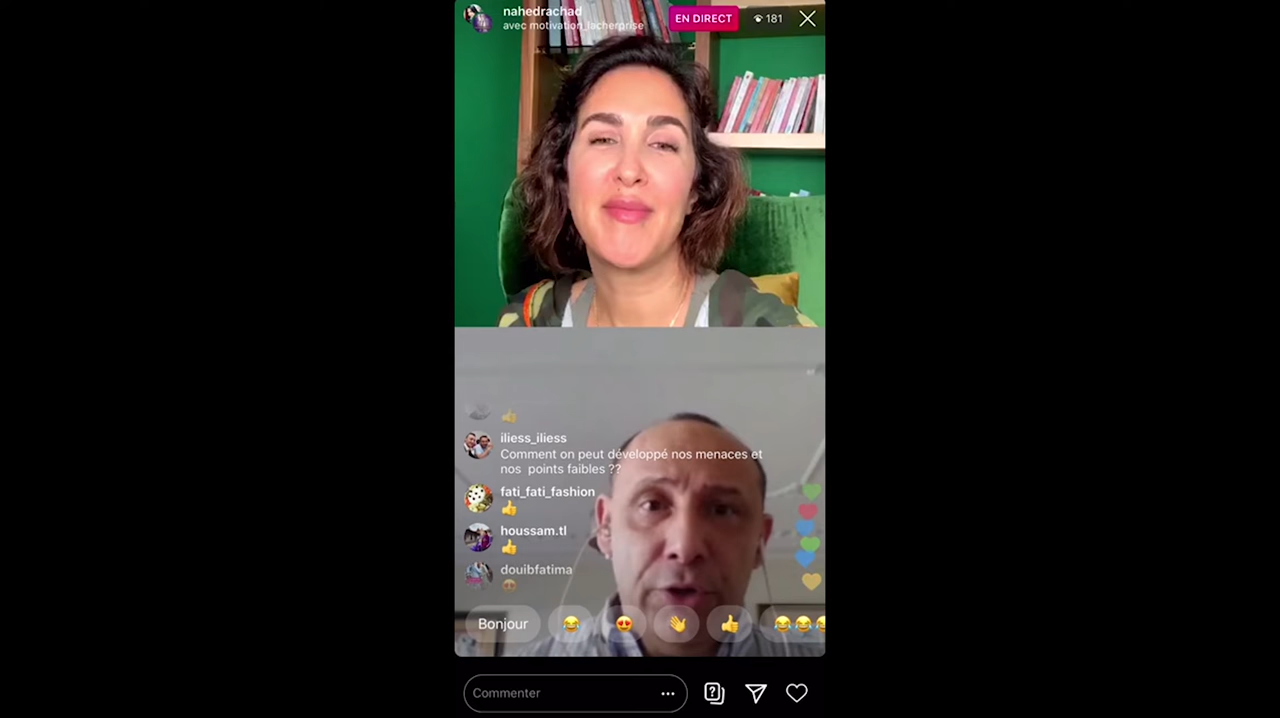 nahedrachad
avec motivation_lacherprise
EN DIRECT
181
iliess_iliess
Comment on peut développé nos menaces et
nos points faibles ??
fati_fati_fashion
👍
houssam.tl
👍
douibfatima
Bonjour
Commenter